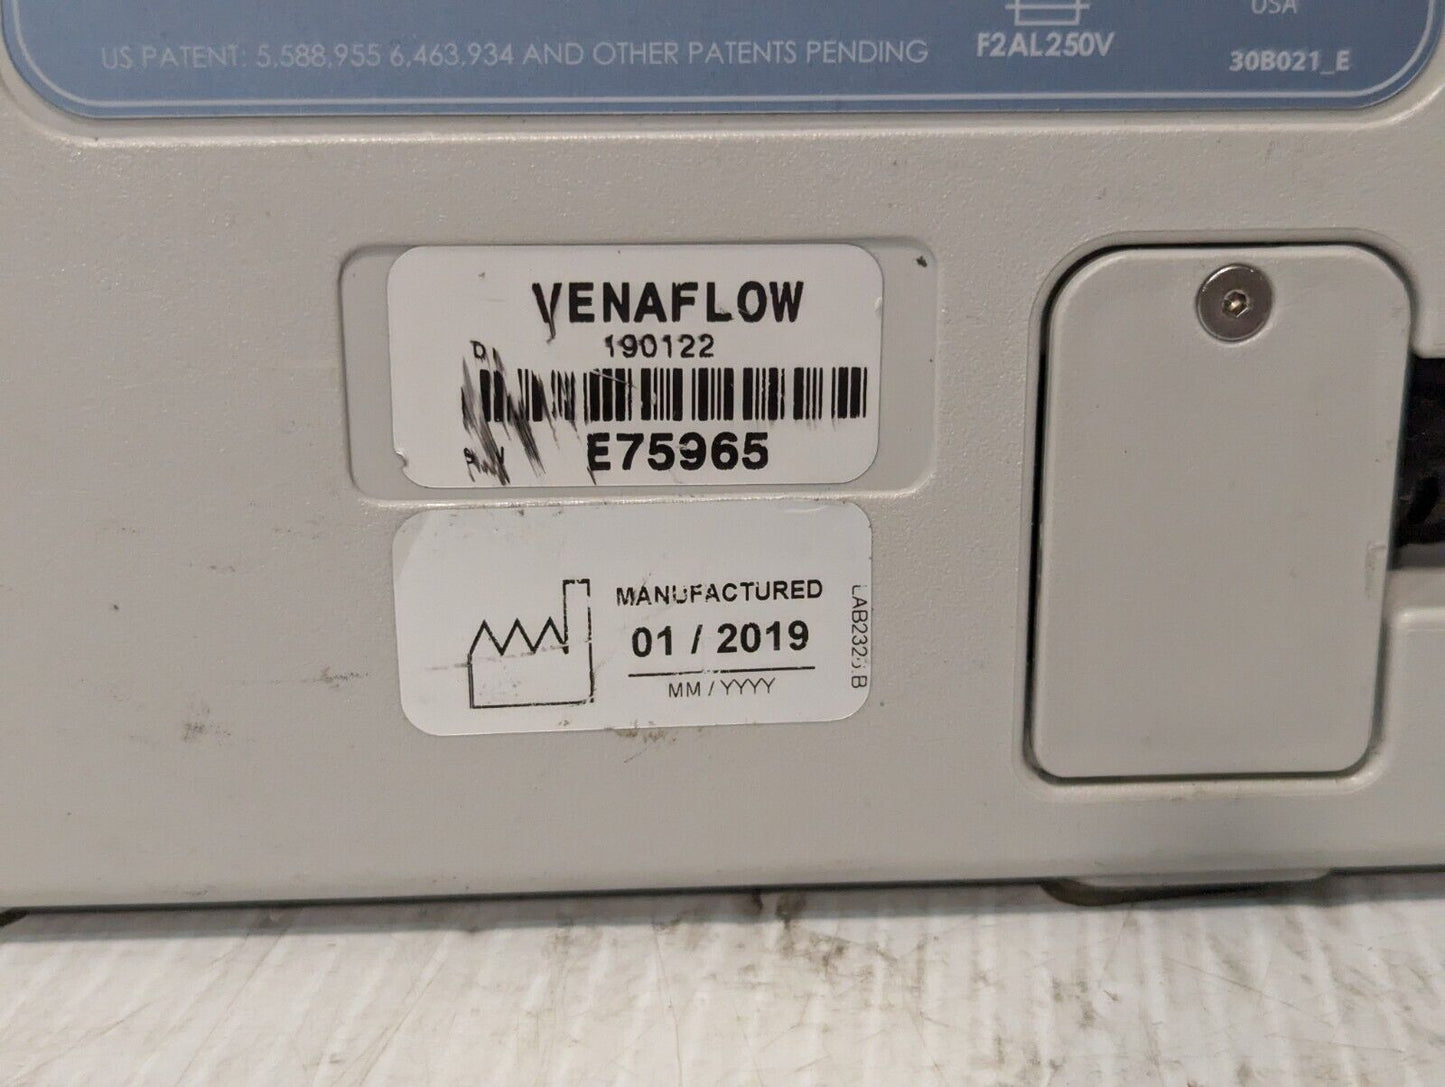 USA
US PATENT: 5,588,955 6,463,934 AND OTHER PATENTS PENDING
F2AL250V
30B021_E
VENAFLOW
190122
E75965
MANUFACTURED
01 / 2019
MM / YYYY